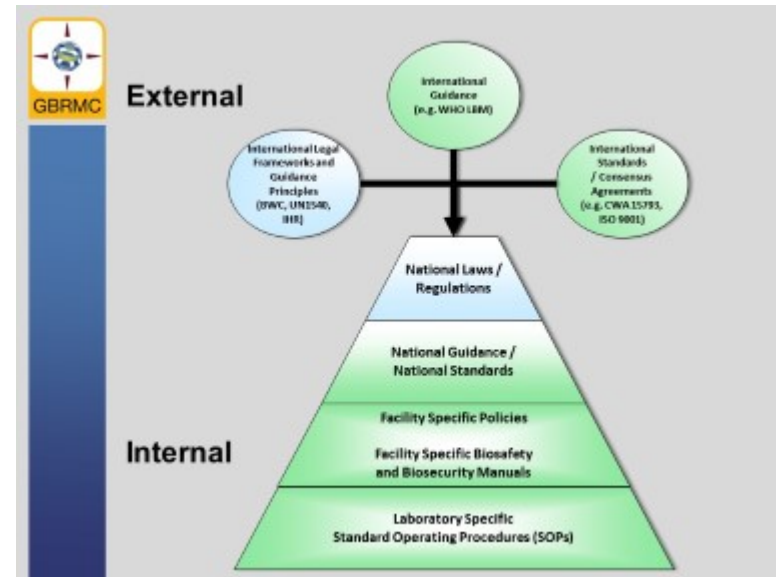 GBRMC
External
International
Guidance
(e.g. WHO LBM)
International Legal
Frameworks and
Guidance
Principles
(BWC, UN1540,
IHR)
International
Standards
/ Consensus
Agreements
(e.g. CWA 15793,
ISO 9001)
National Laws /
Regulations
National Guidance /
National Standards
Facility Specific Policies
Internal
Facility Specific Biosafety
and Biosecurity Manuals
Laboratory Specific
Standard Operating Procedures (SOPs)